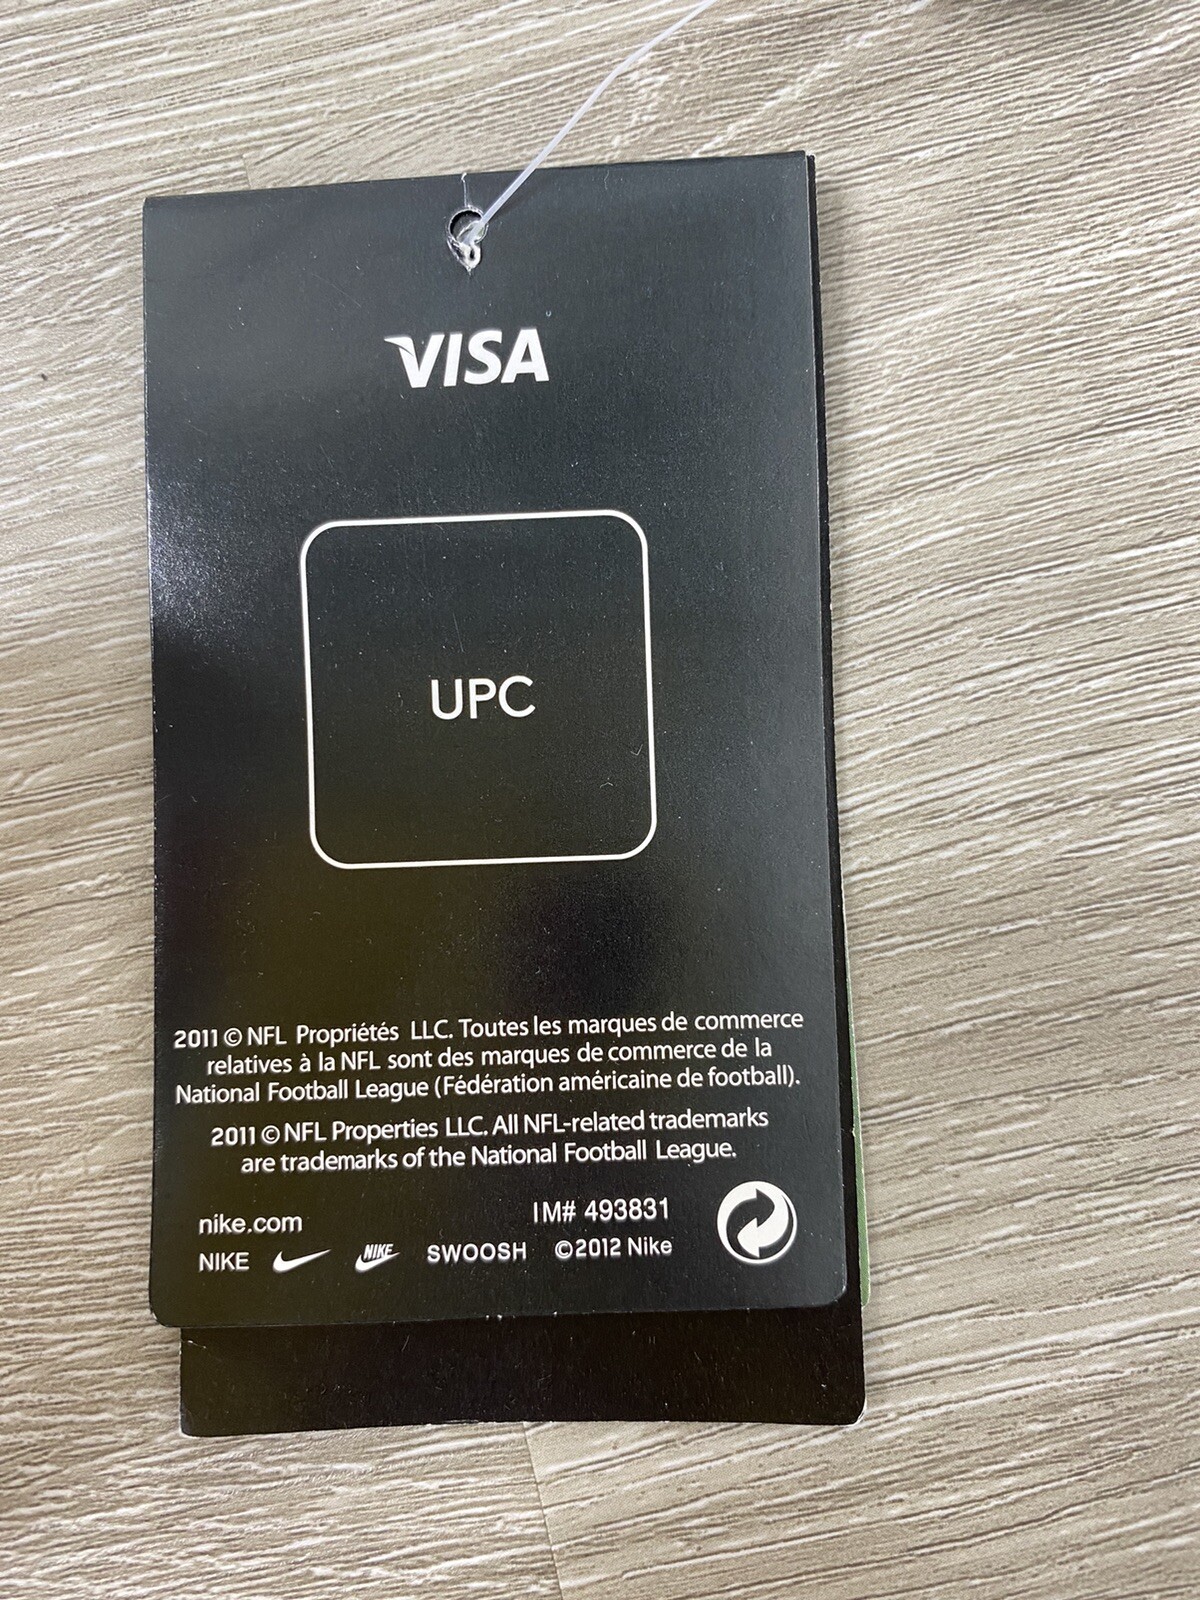 VISA
UPC
2011 © NFL Propriétés LLC. Toutes les marques de commerce
relatives à la NFL sont des marques de commerce de la
National Football League (Fédération américaine de football).
2011 © NFL Properties LLC. All NFL-related trademarks
are trademarks of the National Football League.
nike.com IM# 493831
NIKE NIKE SWOOSH ©2012 Nike